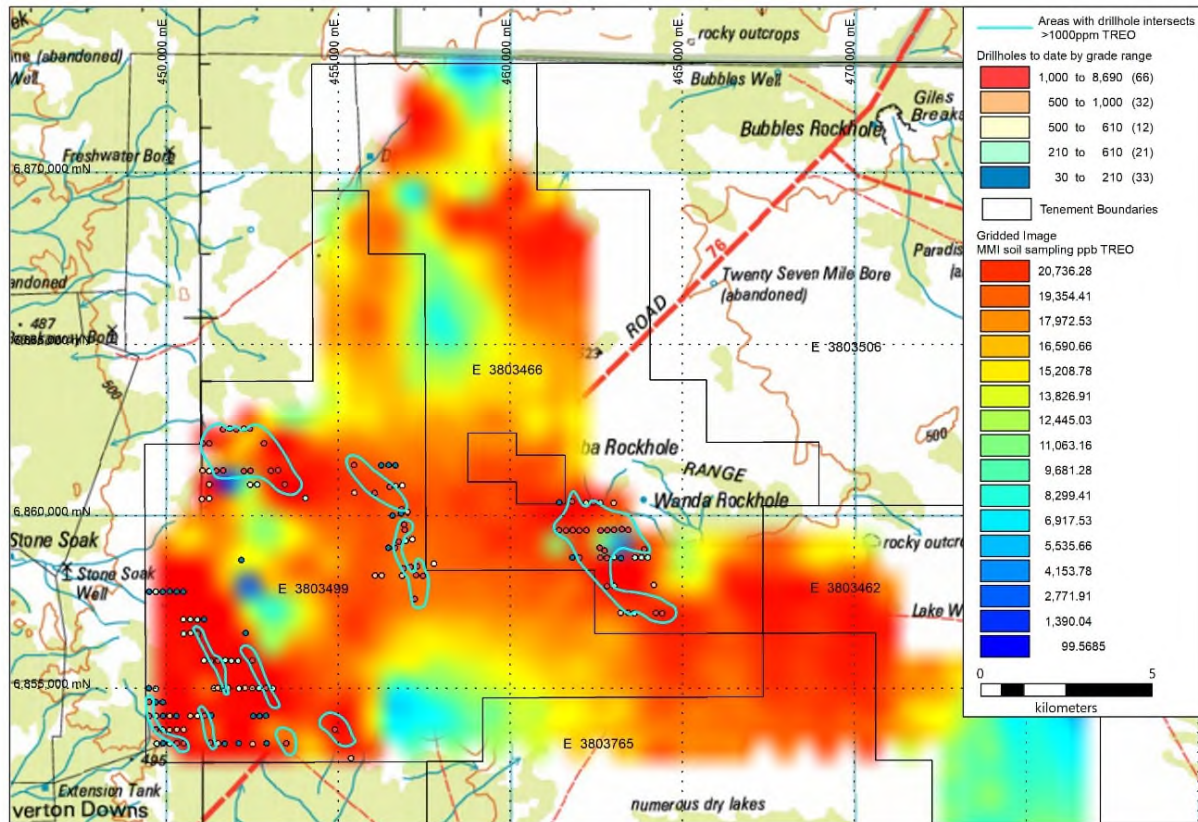 rocky outcrops
Bubbles Well
Giles
Breaks
Bubbles Rockhole
ine (abandoned)
Well
450,000 mE
455,000 mE
460,000 mE
465,000 mE
470,000 mE
Freshwater Bore
6,870,000 mN
D
Paradis
76
ROAD
Twenty Seven Mile Bore
(abandoned)
andoned
487
500
523
E 3803506
E 3803466
500
ba Rockhole
RANGE
Wanda Rockhole
6,860,000 mN
Stone Soak
rocky outcro
Stone Soak
Well
E 3803499
E 3803462
Lake W
6,855,000 mN
E 3803765
495
Extension Tank
verton Downs
numerous dry lakes
Areas with drillhole intersects
>1000ppm TREO
Drillholes to date by grade range
1,000 to 8,690 (66)
500 to 1,000 (32)
500 to 610 (12)
210 to 610 (21)
30 to 210 (33)
Tenement Boundaries
Gridded Image
MMI soil sampling ppb TREO
20,736.28
19,354.41
17,972.53
16,590.66
15,208.78
13,826.91
12,445.03
11,063.16
9,681.28
8,299.41
6,917.53
5,535.66
4,153.78
2,771.91
1,390.04
99.5685
0 5
kilometers